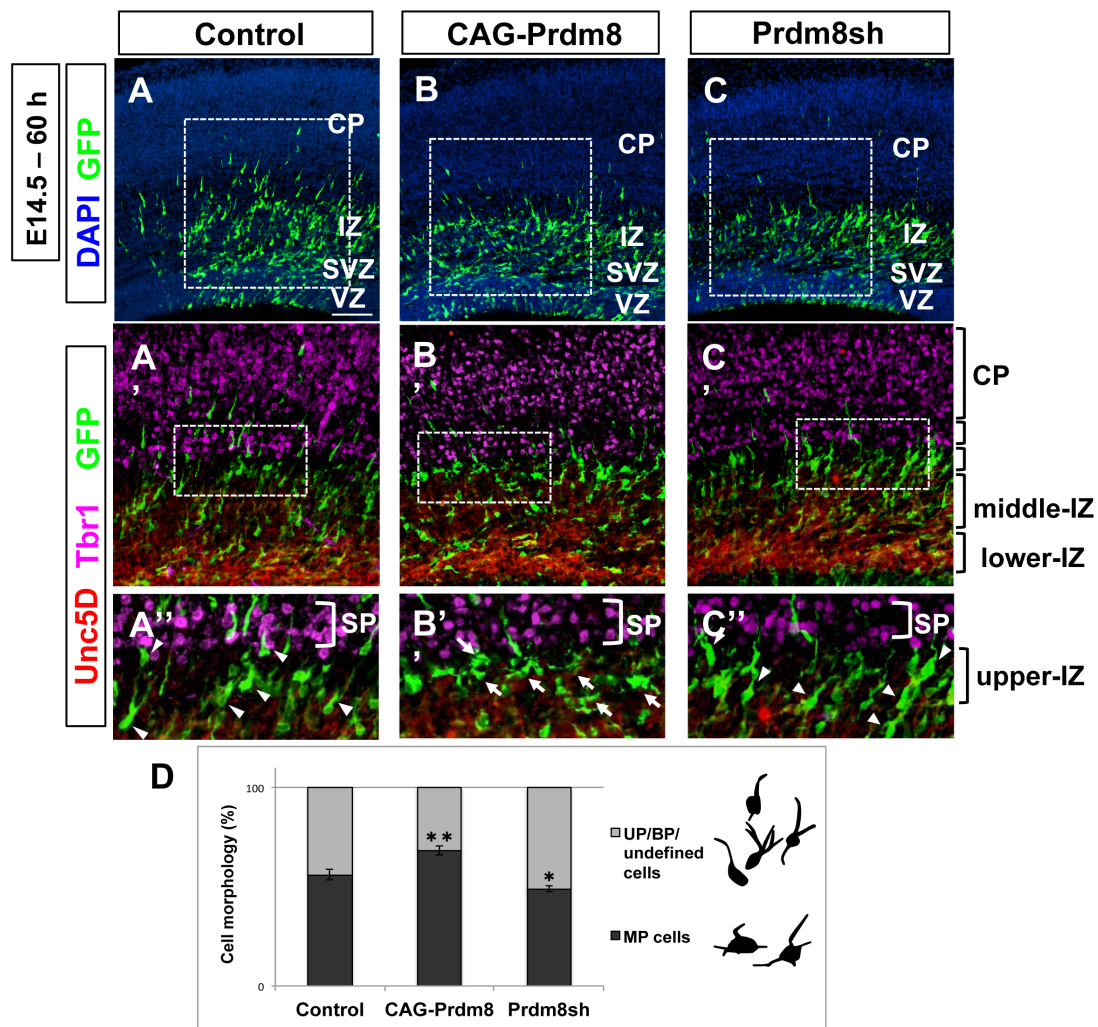 Control
CAG-Prdm8
Prdm8sh
E14.5 – 60 h
DAPI GFP
A
CP
IZ
SVZ
VZ
B
CP
IZ
SVZ
VZ
C
CP
IZ
SVZ
VZ
Unc5D Tbr1 GFP
A
,
B
,
C
,
CP
middle-IZ
lower-IZ
A’’
SP
B’
,
SP
C’’
SP
upper-IZ
D
Cell morphology (%)
100
0
**
*
Control
CAG-Prdm8
Prdm8sh
UP/BP/
undefined
cells
MP cells